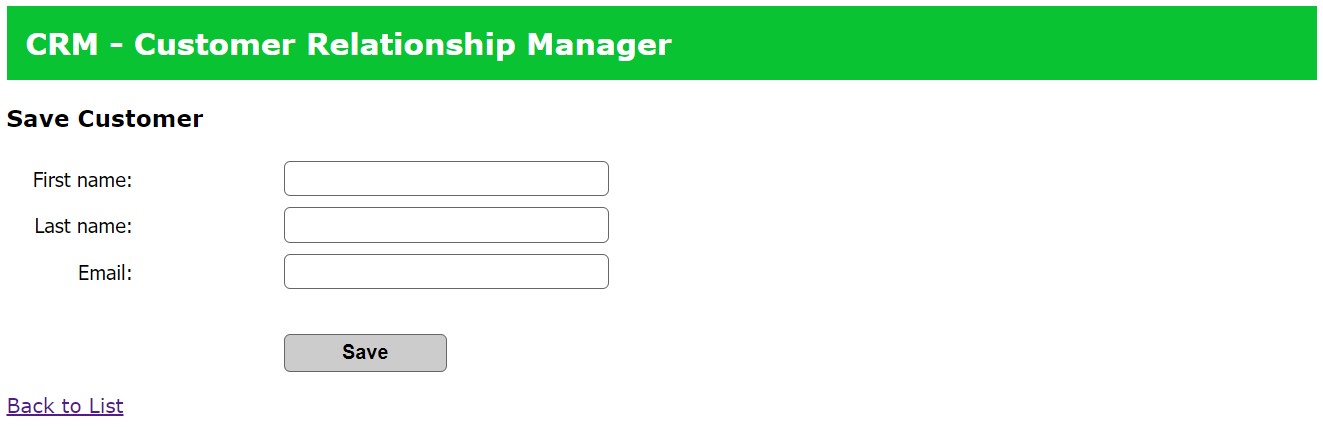 CRM - Customer Relationship Manager
Save Customer
First name:
Last name:
Email:
Save
Back to List